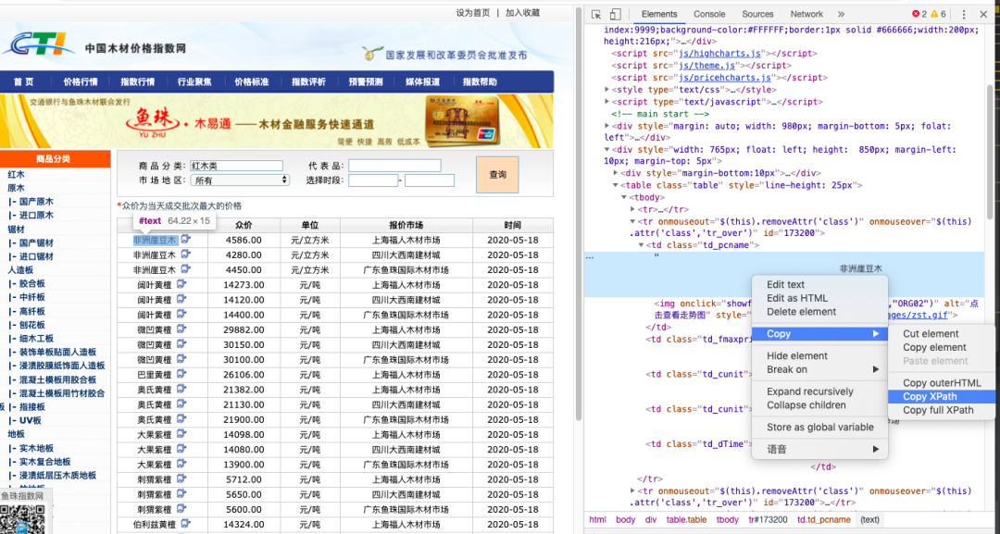 设为首页 | 加入收藏
CTI 中国木材价格指数网
国家发展和改革委员会批准发布
首 页 价格行情 指数行情 行业聚焦 价格标准 指数评析 预警预测 媒体报道 指数帮助
交通银行与鱼珠木材联合发行
鱼珠 · 木易通 ——木材金融服务快速通道
YU ZHU
简便 快捷 高效 低成本
商品分类
红木
原木
|- 国产原木
|- 进口原木
锯材
|- 国产锯材
|- 进口锯材
人造板
|- 胶合板
|- 中纤板
|- 高纤板
|- 刨花板
|- 细木工板
|- 装饰单板贴面人造板
|- 浸渍胶膜纸饰面人造板
|- 混凝土模板用胶合板
|- 混凝土模板用竹材胶合
板
|- 指接板
|- UV板
地板
|- 实木地板
|- 实木复合地板
|- 浸渍纸层压木质地板
鱼珠指数网
商 品 分 类: 红木类 代 表 品:
市 场 地 区: 所有 选择时段: -
查询
*众价为当天成交批次最大的价格
#text 64.22×15
众价 单位 报价市场 时间
非洲崖豆木 4586.00 元/立方米 上海福人木材市场 2020-05-18
非洲崖豆木 4280.00 元/立方米 四川大西南建材城 2020-05-18
非洲崖豆木 4450.00 元/立方米 广东鱼珠国际木材市场 2020-05-18
阔叶黄檀 14273.00 元/吨 上海福人木材市场 2020-05-18
阔叶黄檀 14120.00 元/吨 四川大西南建材城 2020-05-18
阔叶黄檀 14400.00 元/吨 广东鱼珠国际木材市场 2020-05-18
微凹黄檀 29882.00 元/吨 上海福人木材市场 2020-05-18
微凹黄檀 30150.00 元/吨 四川大西南建材城 2020-05-18
微凹黄檀 30100.00 元/吨 广东鱼珠国际木材市场 2020-05-18
巴里黄檀 26106.00 元/吨 上海福人木材市场 2020-05-18
奥氏黄檀 21382.00 元/吨 上海福人木材市场 2020-05-18
奥氏黄檀 21130.00 元/吨 四川大西南建材城 2020-05-18
奥氏黄檀 21900.00 元/吨 广东鱼珠国际木材市场 2020-05-18
大果紫檀 14098.00 元/吨 上海福人木材市场 2020-05-18
大果紫檀 14080.00 元/吨 四川大西南建材城 2020-05-18
大果紫檀 13900.00 元/吨 广东鱼珠国际木材市场 2020-05-18
刺猬紫檀 5712.00 元/吨 上海福人木材市场 2020-05-18
刺猬紫檀 5650.00 元/吨 四川大西南建材城 2020-05-18
刺猬紫檀 5600.00 元/吨 广东鱼珠国际木材市场 2020-05-18
伯利兹黄檀 14324.00 元/吨 上海福人木材市场 2020-05-18
Elements Console Sources Network » 2 6
index:9999;background-color:#FFFFFF;border:1px solid #666666;width:200px;
height:216px;">…</div>
<script src="js/highcharts.js"></script>
<script src="js/theme.js"></script>
<script src="js/pricehcharts.js"></script>
<style type="text/css">…</style>
<script type="text/javascript">…</script>
<!-- main start -->
<div style="margin: auto; width: 980px; margin-bottom: 5px; folat:
left">…</div>
<div style="width: 765px; float: left; height:  850px; margin-left:
10px; margin-top: 5px">
<div style="margin-bottom:10px">…</div>
<table class="table" style="line-height: 25px">
<tbody>
<tr>…</tr>
<tr onmouseout="$(this).removeAttr('class')" onmouseover="$(this)
.attr('class','tr_over')" id="173200">
<td class="td_pcname">
… "
非洲崖豆木
<img onclick="showf ,"ORG02")" alt="点
击查看走势图" style=" ages/zst.gif">
</td>
<td class="td_fmaxpri
<td class="td_cunit">
<td class="td_cunit">
场
<td class="td_dTime">
</td>
</tr>
<tr onmouseout="$(this).removeAttr('class')" onmouseover="$(this)
.attr('class','tr_over')" id="173200">…</tr>
Edit text
Edit as HTML
Delete element
Copy
Hide element
Break on
Expand recursively
Collapse children
Store as global variable
语音
Cut element
Copy element
Paste element
Copy outerHTML
Copy XPath
Copy full XPath
html body div table.table tbody tr#173200 td.td_pcname (text)